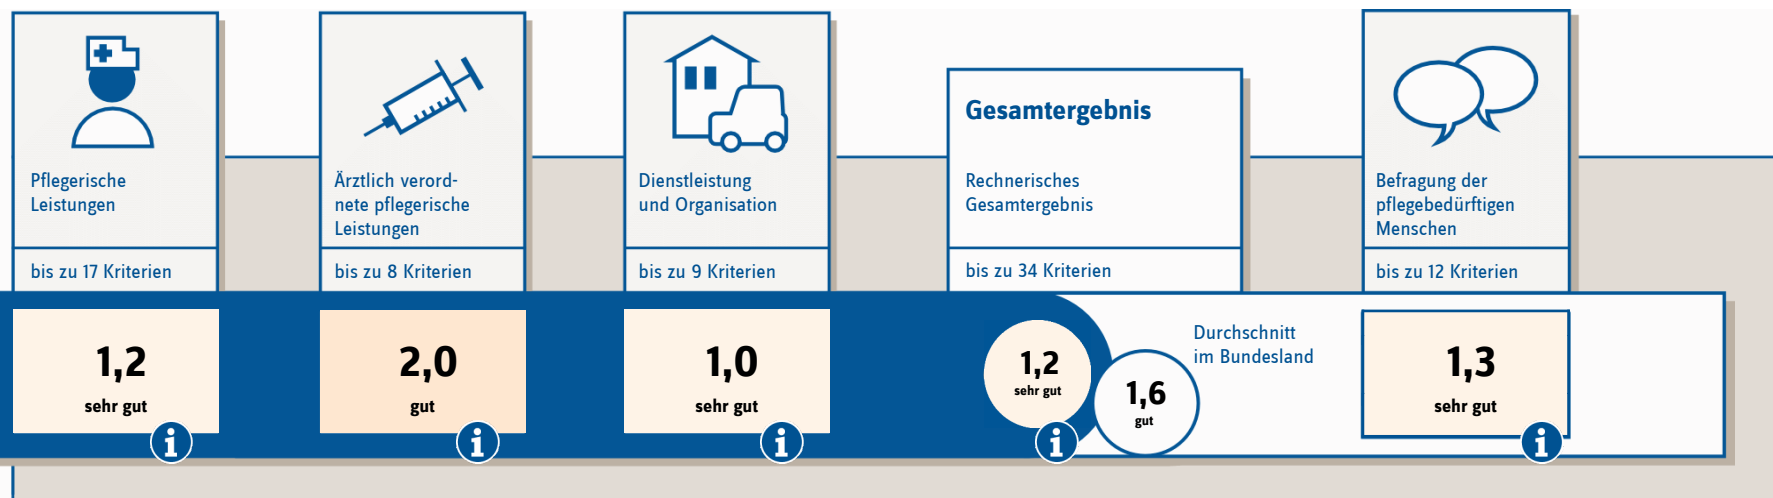 Pflegerische
Leistungen
bis zu 17 Kriterien
1,2
sehr gut
i
Ärztlich verord-
nete pflegerische
Leistungen
bis zu 8 Kriterien
2,0
gut
i
Dienstleistung
und Organisation
bis zu 9 Kriterien
1,0
sehr gut
i
Gesamtergebnis
Rechnerisches
Gesamtergebnis
bis zu 34 Kriterien
1,2
sehr gut
i
1,6
gut
Durchschnitt
im Bundesland
Befragung der
pflegebedürftigen
Menschen
bis zu 12 Kriterien
1,3
sehr gut
i